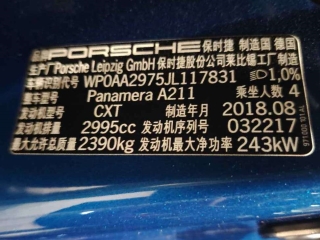 品牌 PORSCHE 保时捷 制造国 德国
生产厂 Porsche Leipzig GmbH 保时捷股份公司莱比锡工厂制造
车辆识别代号 WP0AA2975JL117831 1,0%
车辆型号 Panamera A211 乘坐人数 4
发动机型号 CXT 制造年月 2018.08
发动机排量 2995cc 发动机序列号 032217
最大允许总质量 2390kg 发动机最大净功率 243kW